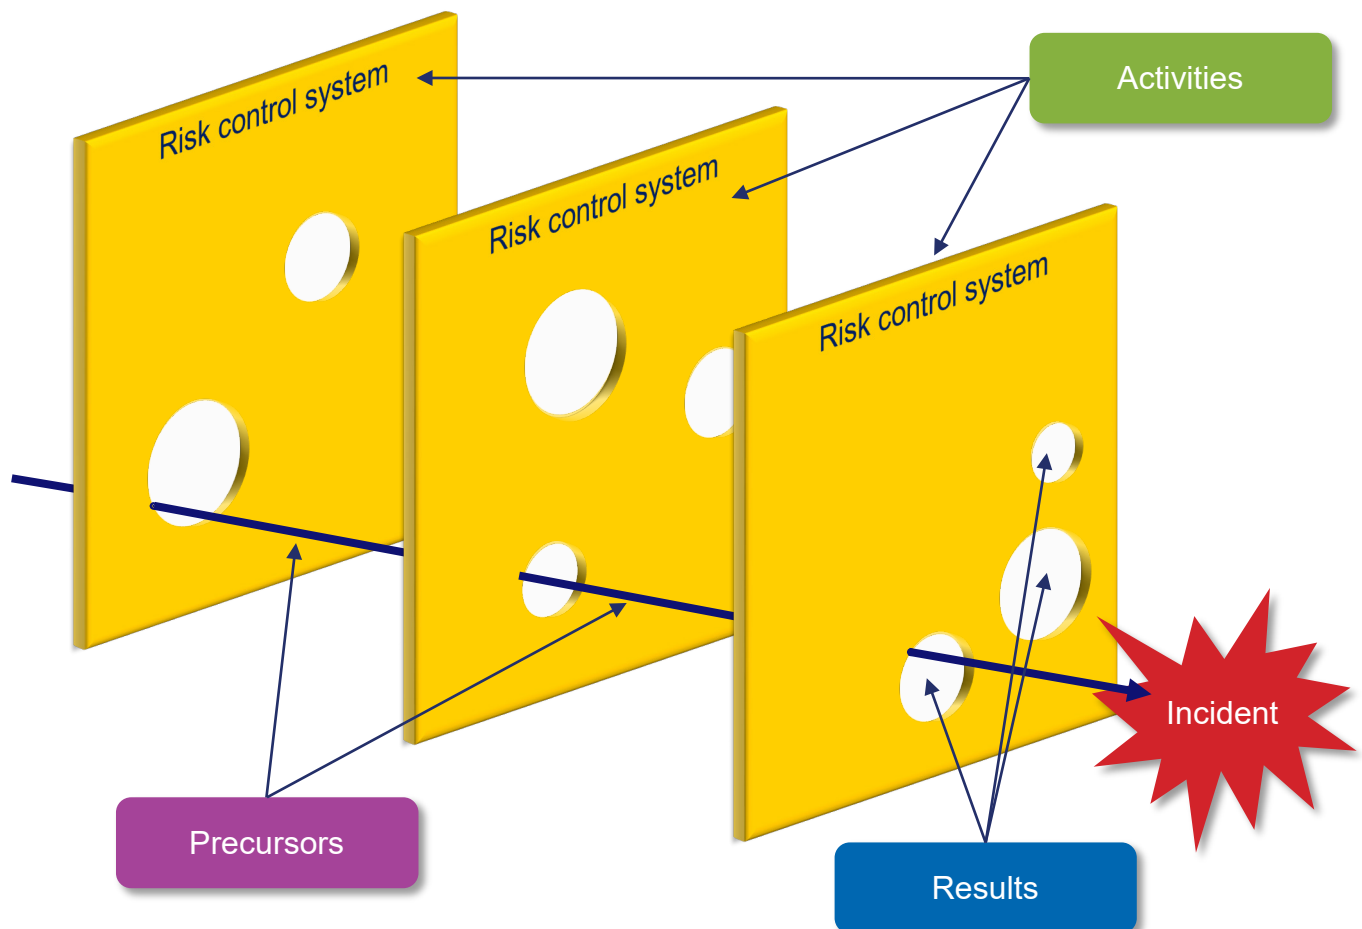 Activities
Risk control system
Risk control system
Risk control system
Incident
Precursors
Results